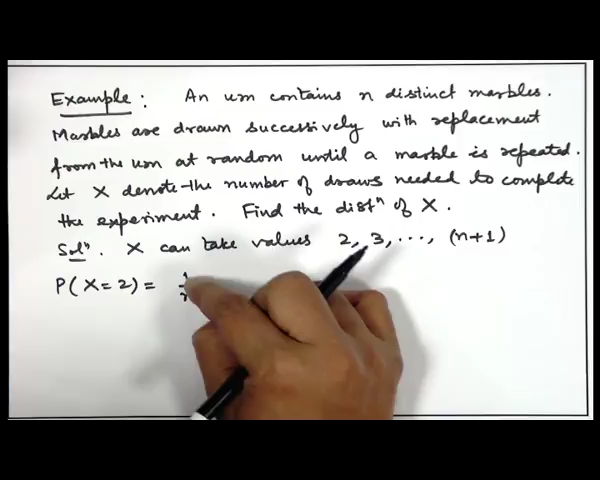 Example: An urn contains n distinct marbles.
Marbles are drawn successively with replacement
from the urn at random until a marble is repeated.
Let X denote the number of draws needed to complete
the experiment. Find the distⁿ of X.
Solⁿ. X can take values 2, 3, ..., (n+1)
P(X=2) =